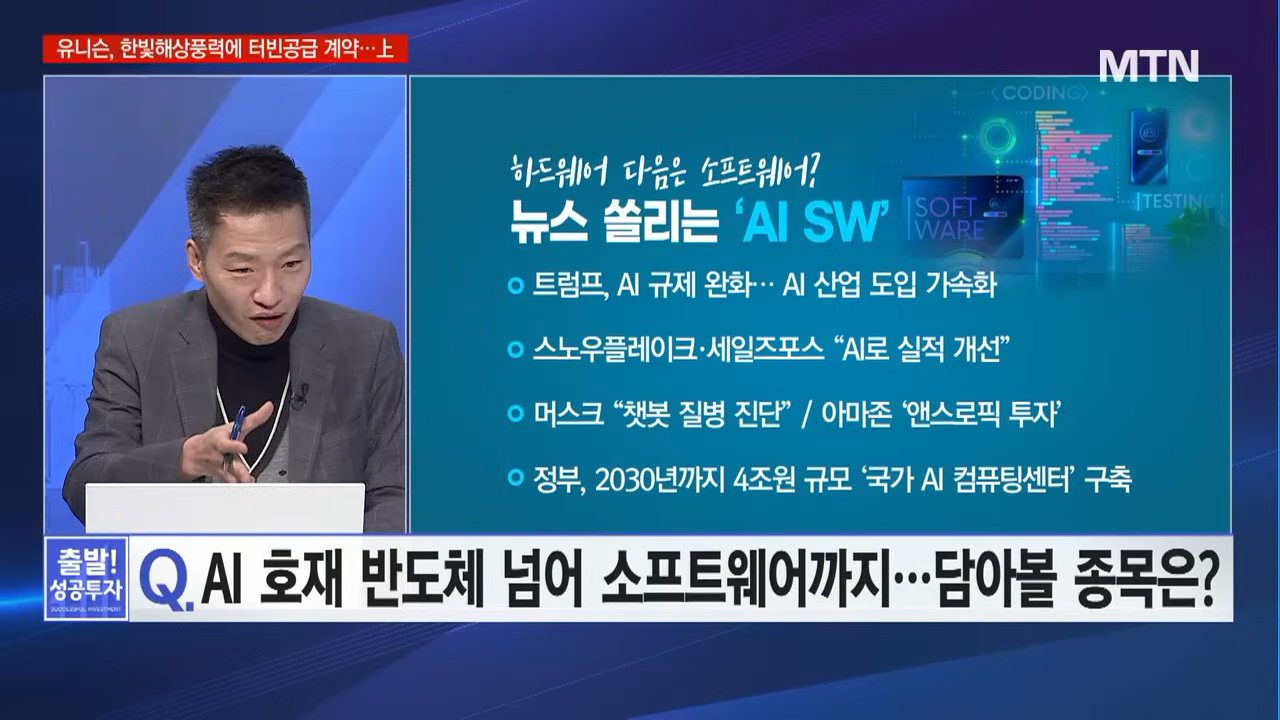 유니슨, 한빛해상풍력에 터빈공급 계약…上
MTN
〈CODING〉
하드웨어 다음은 소프트웨어?
뉴스 쏠리는 ‘AI SW’
SOFT
WARE
TESTING
트럼프, AI 규제 완화… AI 산업 도입 가속화
스노우플레이크·세일즈포스 “AI로 실적 개선”
머스크 “챗봇 질병 진단” / 아마존 ‘앤스로픽 투자’
정부, 2030년까지 4조원 규모 ‘국가 AI 컴퓨팅센터’ 구축
출발!
성공투자
SUCCESSFUL INVESTMENT
Q. AI 호재 반도체 넘어 소프트웨어까지…담아볼 종목은?